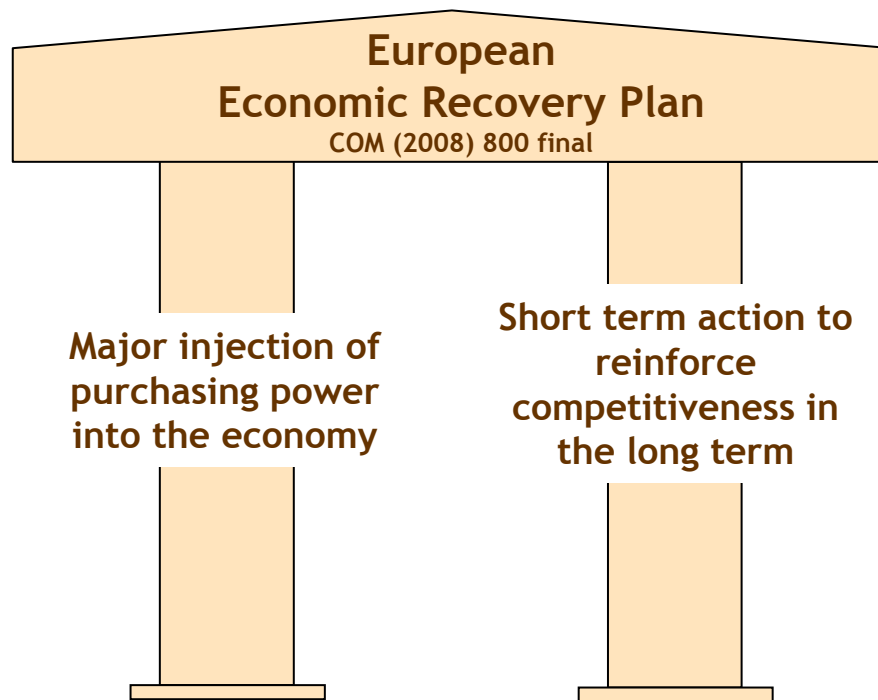 European
Economic Recovery Plan
COM (2008) 800 final
Major injection of
purchasing power
into the economy
Short term action to
reinforce
competitiveness in
the long term